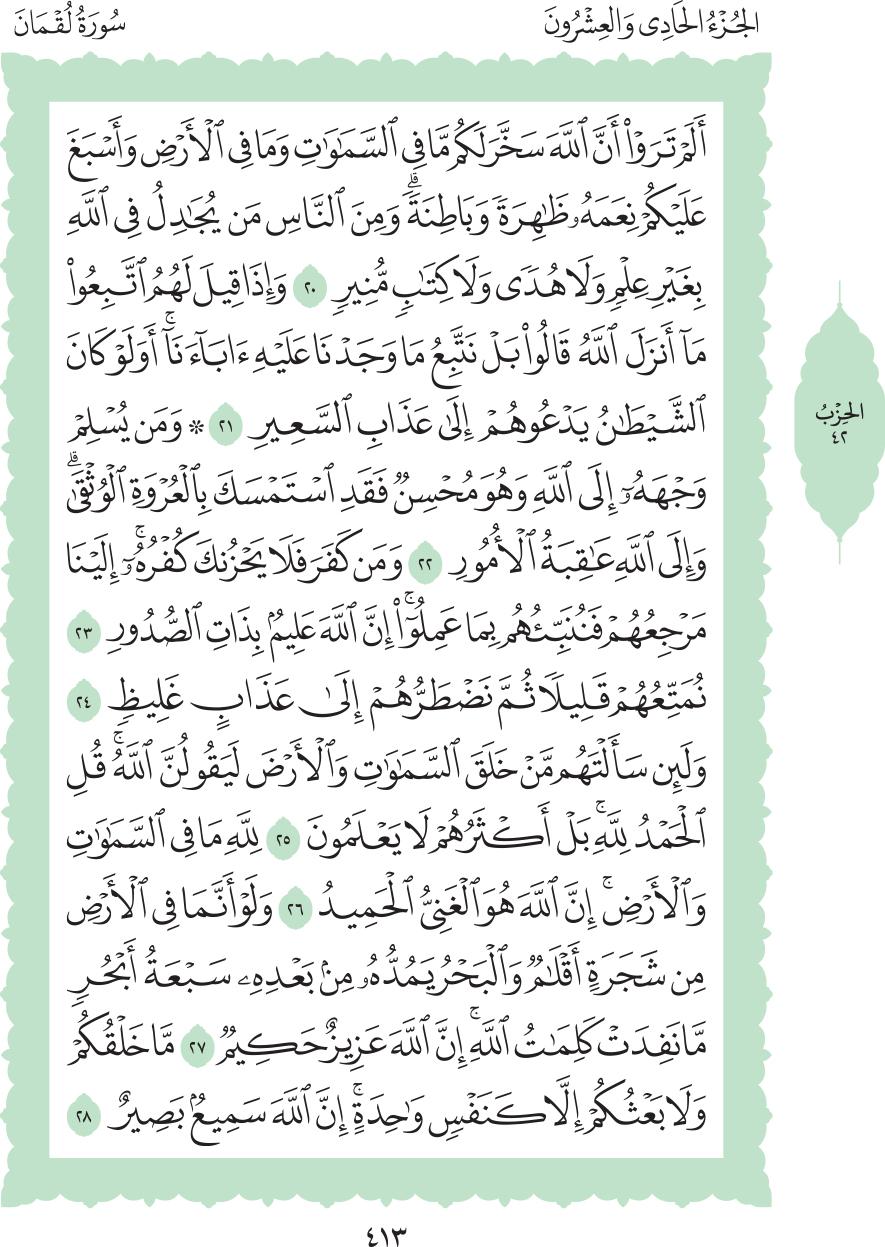 الجُزْءُ الحَادِى وَالعِشْرُونَ
سُورَةُ لُقْمَانَ
أَلَمْ تَرَوْا۟ أَنَّ ٱللَّهَ سَخَّرَ لَكُم مَّا فِى ٱلسَّمَٰوَٰتِ وَمَا فِى ٱلْأَرْضِ وَأَسْبَغَ
عَلَيْكُمْ نِعَمَهُۥ ظَٰهِرَةً وَبَاطِنَةً ۗ وَمِنَ ٱلنَّاسِ مَن يُجَٰدِلُ فِى ٱللَّهِ
بِغَيْرِ عِلْمٍ وَلَا هُدًى وَلَا كِتَٰبٍ مُّنِيرٍ ٢٠ وَإِذَا قِيلَ لَهُمُ ٱتَّبِعُوا۟
مَآ أَنزَلَ ٱللَّهُ قَالُوا۟ بَلْ نَتَّبِعُ مَا وَجَدْنَا عَلَيْهِ ءَابَآءَنَآ ۚ أَوَلَوْ كَانَ
ٱلشَّيْطَٰنُ يَدْعُوهُمْ إِلَىٰ عَذَابِ ٱلسَّعِيرِ ٢١ ۞ وَمَن يُسْلِمْ
وَجْهَهُۥٓ إِلَى ٱللَّهِ وَهُوَ مُحْسِنٌ فَقَدِ ٱسْتَمْسَكَ بِٱلْعُرْوَةِ ٱلْوُثْقَىٰ ۗ
وَإِلَى ٱللَّهِ عَٰقِبَةُ ٱلْأُمُورِ ٢٢ وَمَن كَفَرَ فَلَا يَحْزُنكَ كُفْرُهُۥٓ ۚ إِلَيْنَا
مَرْجِعُهُمْ فَنُنَبِّئُهُم بِمَا عَمِلُوٓا۟ ۚ إِنَّ ٱللَّهَ عَلِيمٌۢ بِذَاتِ ٱلصُّدُورِ ٢٣
نُمَتِّعُهُمْ قَلِيلًا ثُمَّ نَضْطَرُّهُمْ إِلَىٰ عَذَابٍ غَلِيظٍ ٢٤
وَلَئِن سَأَلْتَهُم مَّنْ خَلَقَ ٱلسَّمَٰوَٰتِ وَٱلْأَرْضَ لَيَقُولُنَّ ٱللَّهُ ۚ قُلِ
ٱلْحَمْدُ لِلَّهِ ۚ بَلْ أَكْثَرُهُمْ لَا يَعْلَمُونَ ٢٥ لِلَّهِ مَا فِى ٱلسَّمَٰوَٰتِ
وَٱلْأَرْضِ ۚ إِنَّ ٱللَّهَ هُوَ ٱلْغَنِىُّ ٱلْحَمِيدُ ٢٦ وَلَوْ أَنَّمَا فِى ٱلْأَرْضِ
مِن شَجَرَةٍ أَقْلَٰمٌ وَٱلْبَحْرُ يَمُدُّهُۥ مِنۢ بَعْدِهِۦ سَبْعَةُ أَبْحُرٍ
مَّا نَفِدَتْ كَلِمَٰتُ ٱللَّهِ ۗ إِنَّ ٱللَّهَ عَزِيزٌ حَكِيمٌ ٢٧ مَّا خَلْقُكُمْ
وَلَا بَعْثُكُمْ إِلَّا كَنَفْسٍ وَٰحِدَةٍ ۗ إِنَّ ٱللَّهَ سَمِيعٌۢ بَصِيرٌ ٢٨
الحِزْبُ
٤٢
٤١٣